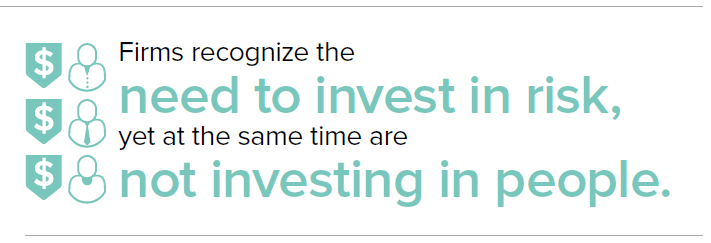 $
Firms recognize the
need to invest in risk,
$
yet at the same time are
$
not investing in people.